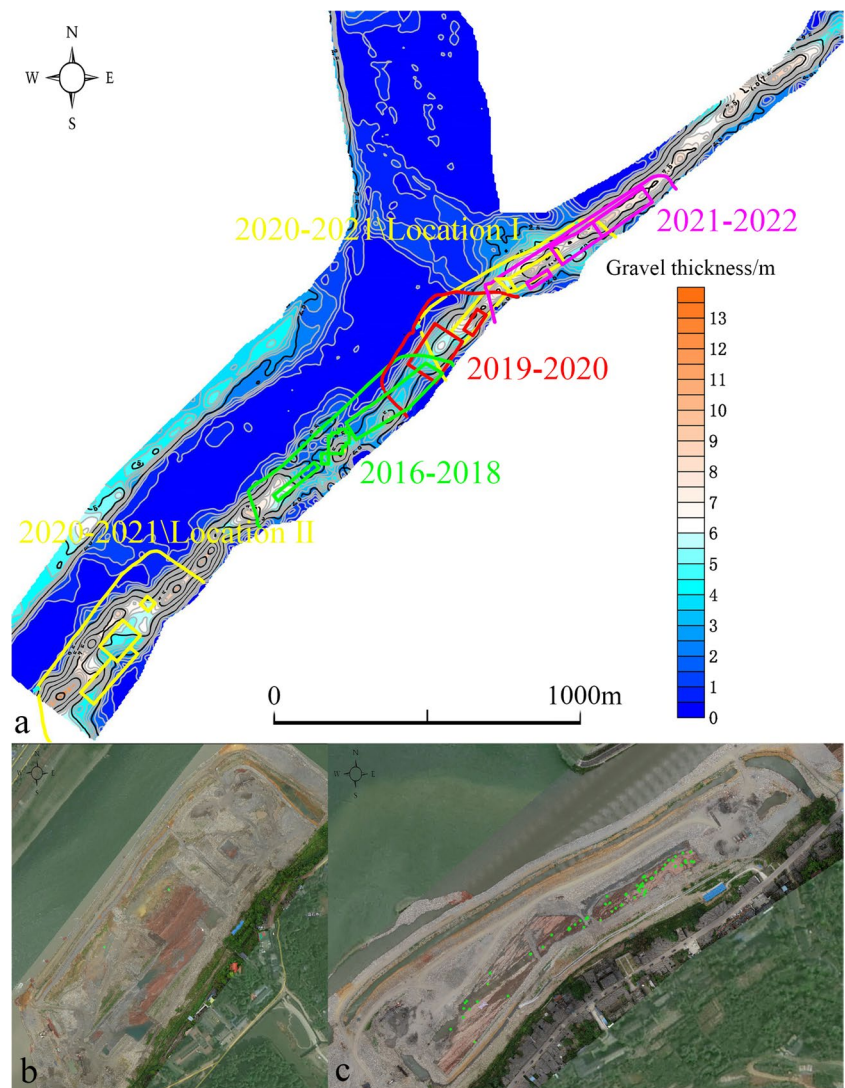 N
W E
S
2020-2021\Location I
2021-2022
Gravel thickness/m
13
12
11
10
9
8
7
6
5
4
3
2
1
0
2019-2020
2016-2018
2020-2021\Location II
0 1000m
a
N
W E
S
b
N
W E
S
c